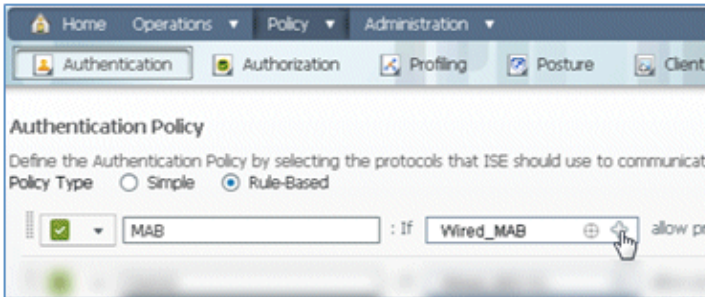 Home Operations Policy Administration
Authentication Authorization Profiling Posture Client
Authentication Policy
Define the Authentication Policy by selecting the protocols that ISE should use to communicat
Policy Type Simple Rule-Based
MAB : If Wired_MAB allow pr